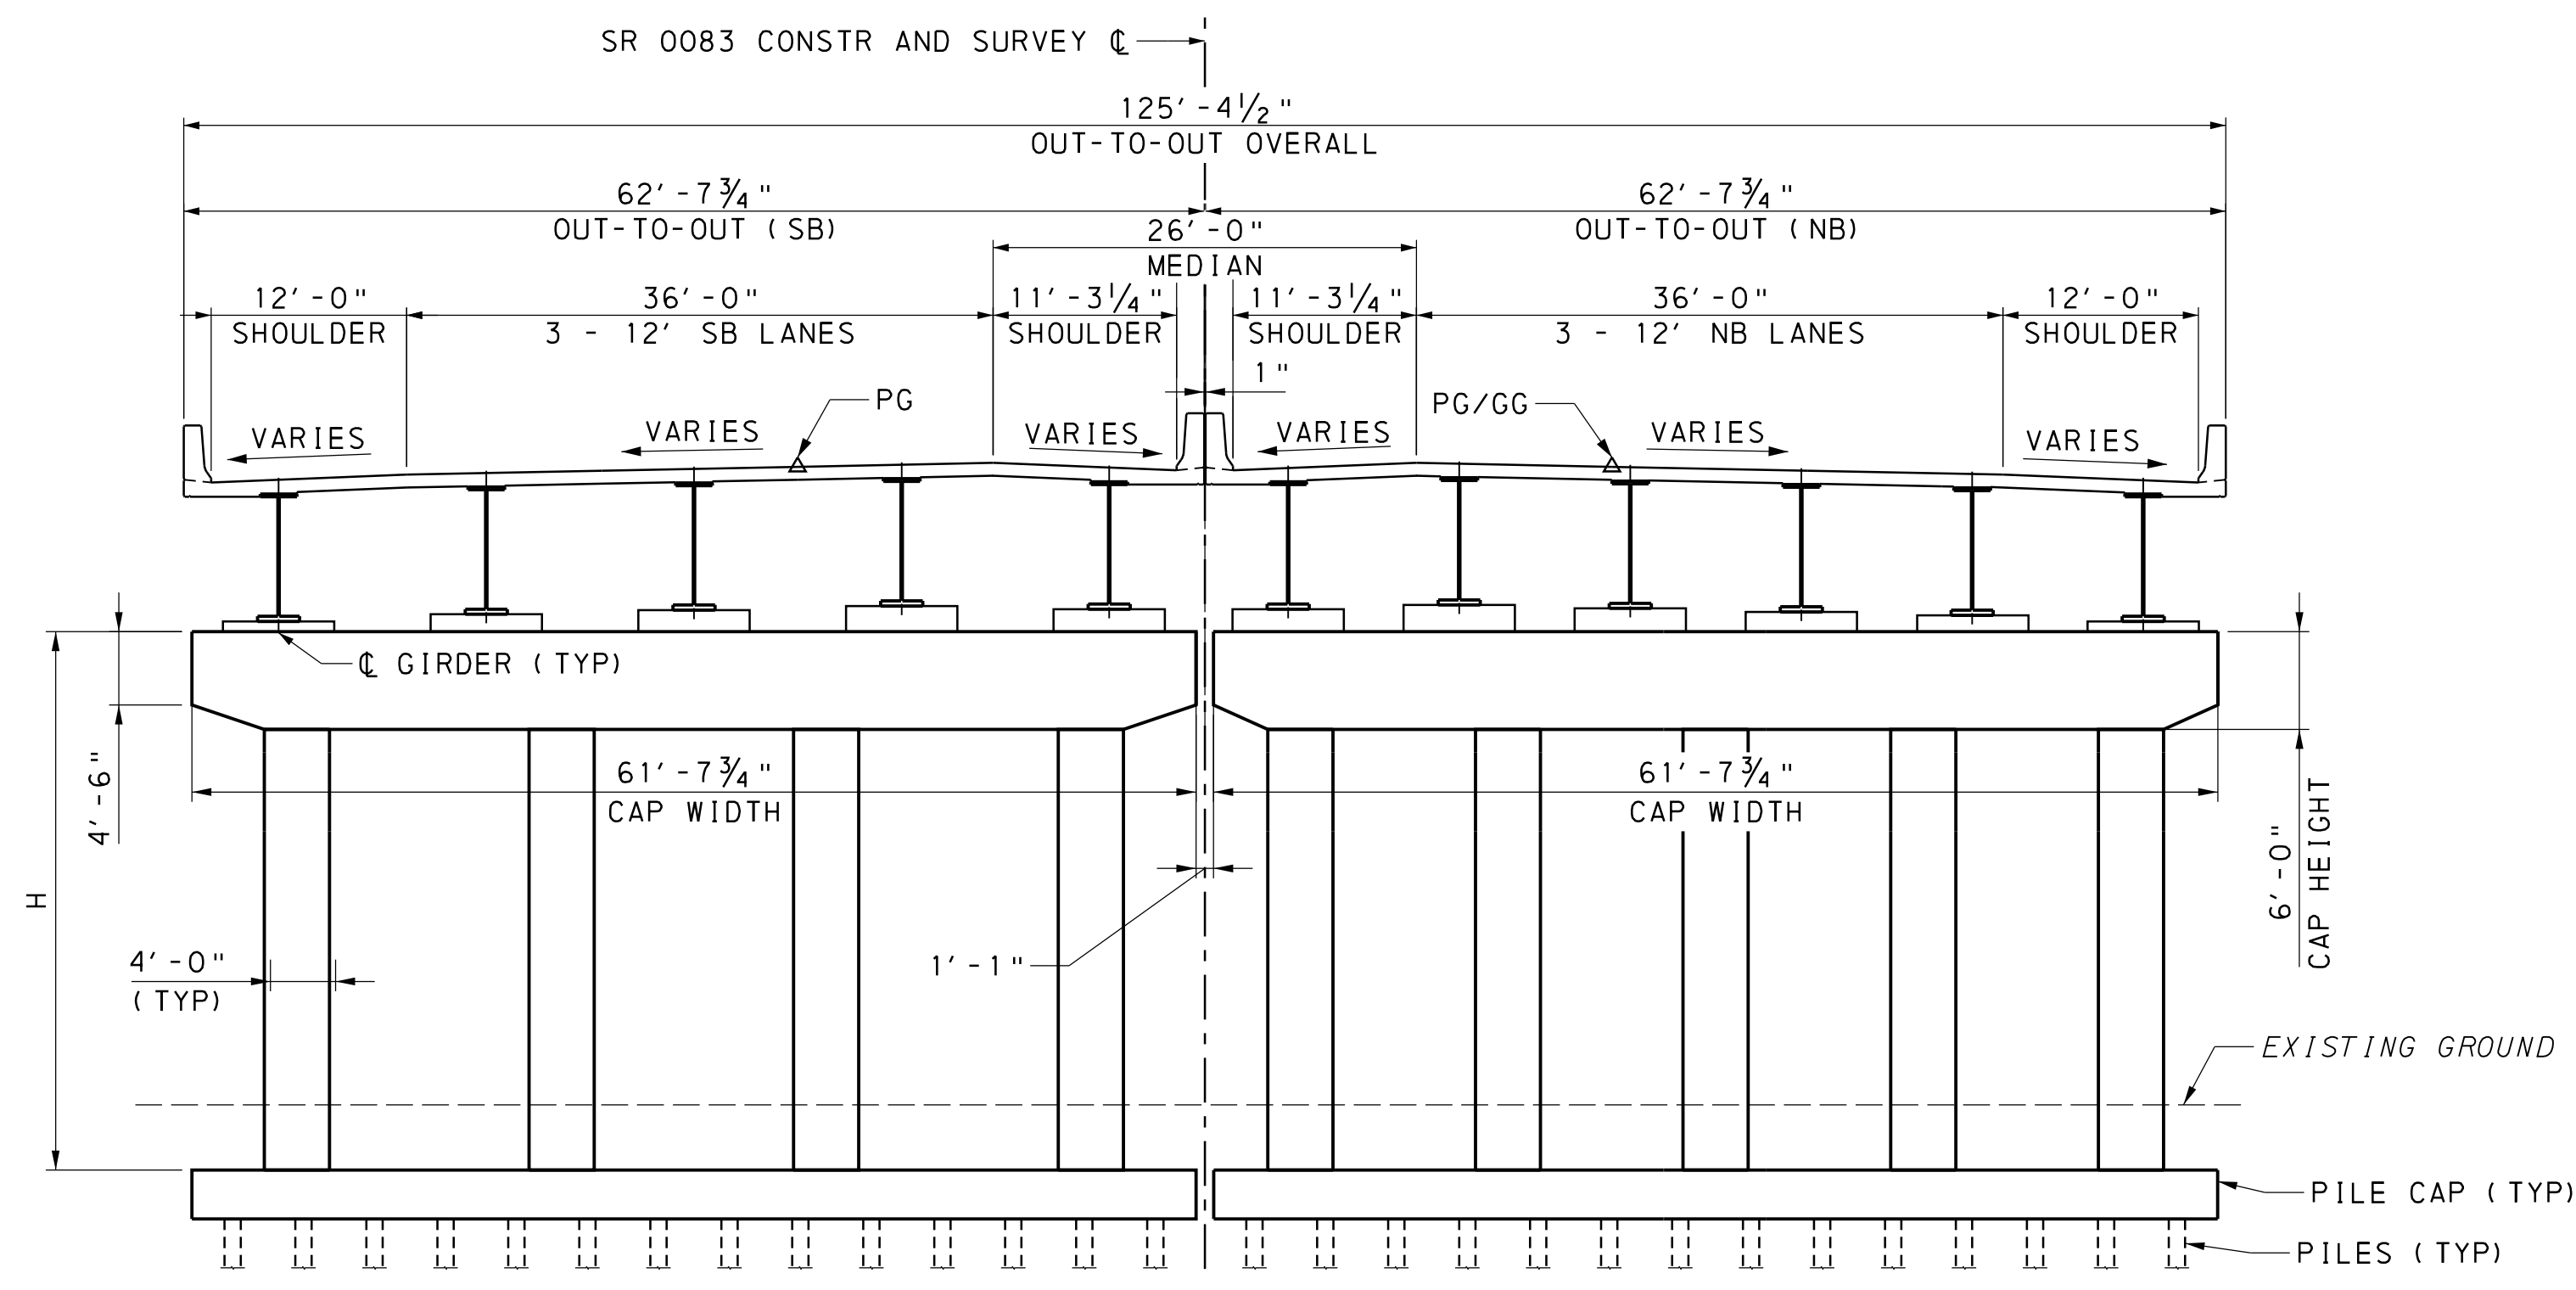 SR 0083 CONSTR AND SURVEY ℄
125'-4½"
OUT-TO-OUT OVERALL
62'-7¾"
OUT-TO-OUT (SB)
62'-7¾"
OUT-TO-OUT (NB)
26'-0"
MEDIAN
12'-0"
SHOULDER
36'-0"
3 - 12' SB LANES
11'-3¼"
SHOULDER
11'-3¼"
SHOULDER
36'-0"
3 - 12' NB LANES
12'-0"
SHOULDER
1"
PG
PG/GG
VARIES
VARIES
VARIES
VARIES
VARIES
VARIES
℄ GIRDER (TYP)
4'-6"
61'-7¾"
CAP WIDTH
61'-7¾"
CAP WIDTH
6'-0"
CAP HEIGHT
H
4'-0"
(TYP)
1'-1"
EXISTING GROUND
PILE CAP (TYP)
PILES (TYP)